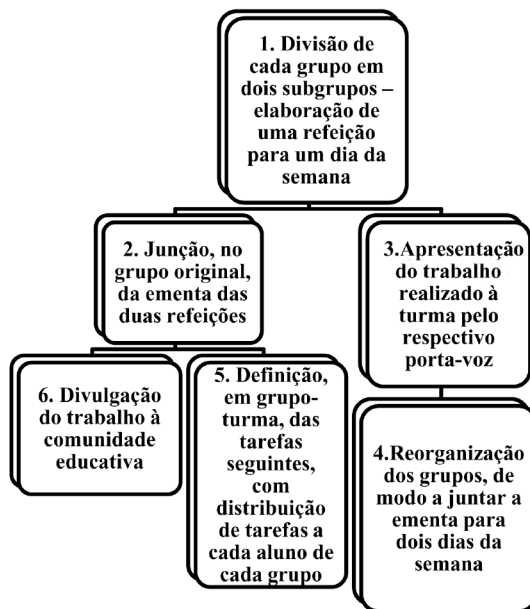 1. Divisão de
cada grupo em
dois subgrupos –
elaboração de
uma refeição
para um dia da
semana
2. Junção, no
grupo original,
da ementa das
duas refeições
3.Apresentação
do trabalho
realizado à
turma pelo
respectivo
porta-voz
6. Divulgação
do trabalho à
comunidade
educativa
5. Definição,
em grupo-
turma, das
tarefas
seguintes,
com
distribuição
de tarefas a
cada aluno de
cada grupo
4.Reorganização
dos grupos, de
modo a juntar a
ementa para
dois dias da
semana